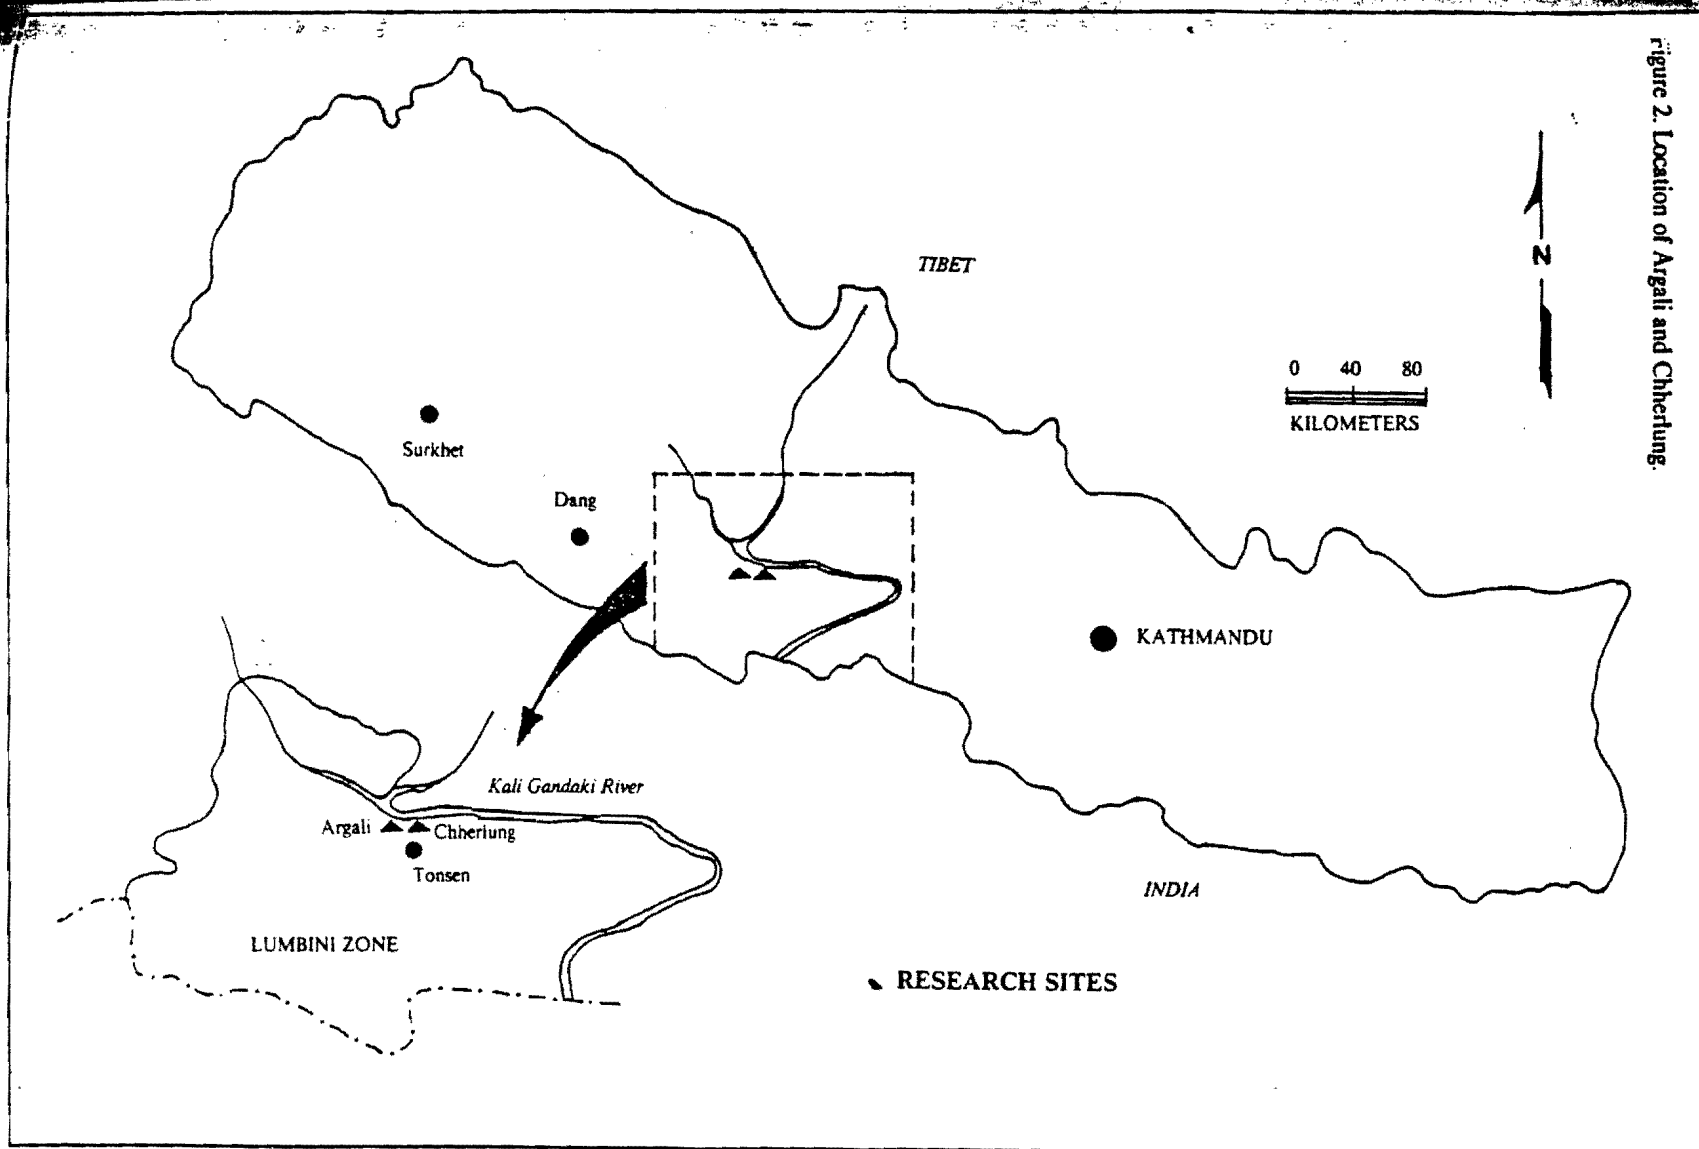 Figure 2. Location of Argali and Chherlung.
TIBET
N
0 40 80
KILOMETERS
Surkhet
Dang
KATHMANDU
Kali Gandaki River
Argali
Chherlung
Tonsen
INDIA
LUMBINI ZONE
RESEARCH SITES